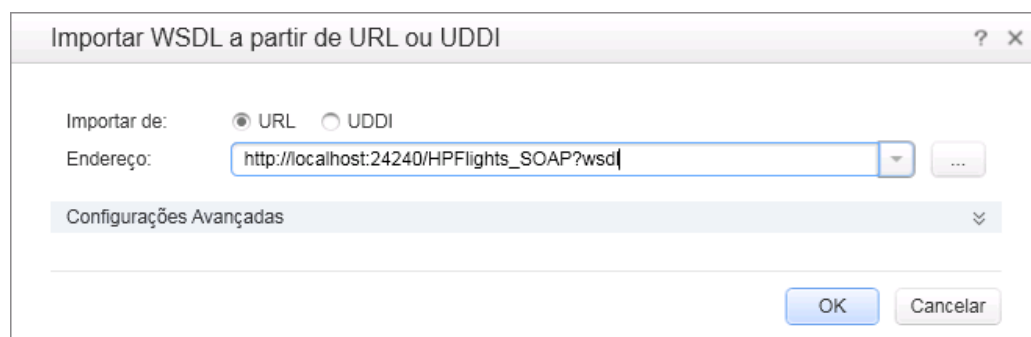 Importar WSDL a partir de URL ou UDDI ? ×
Importar de: URL UDDI
Endereço: http://localhost:24240/HPFlights_SOAP?wsdl ...
Configurações Avançadas
OK Cancelar